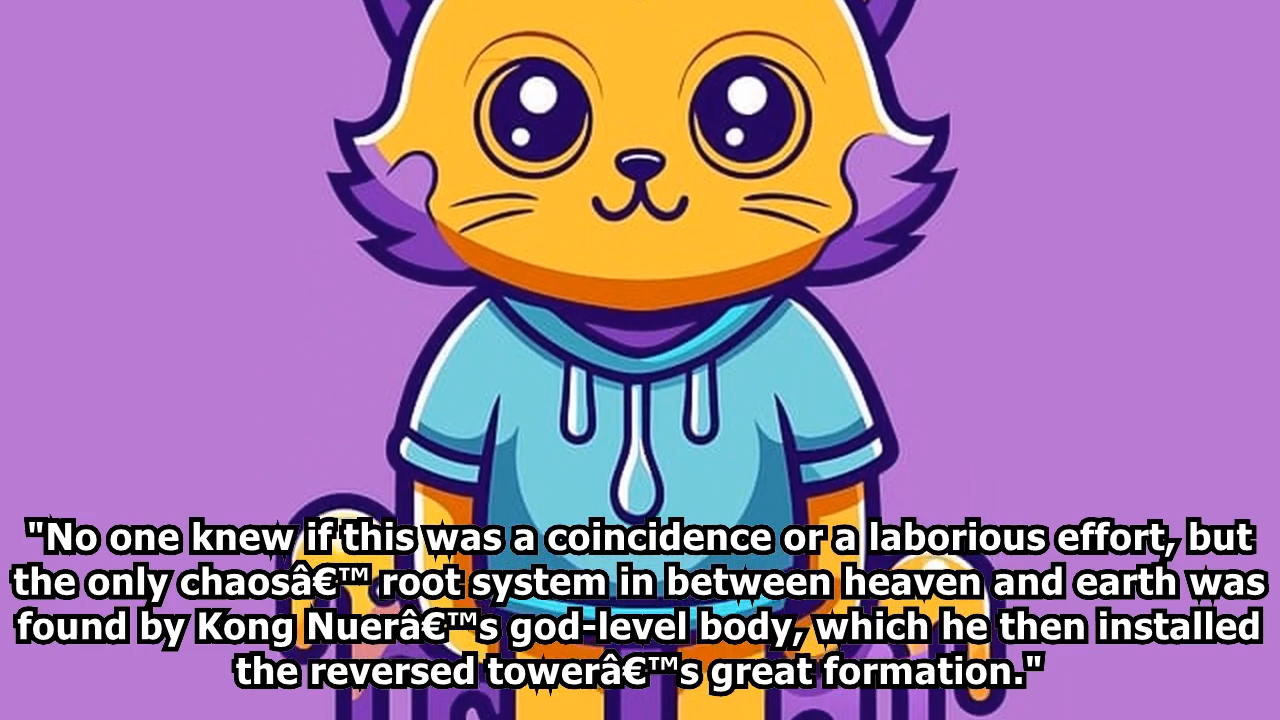 "No one knew if this was a coincidence or a laborious effort, but
the only chaosâ€™ root system in between heaven and earth was
found by Kong Nuerâ€™s god-level body, which he then installed
the reversed towerâ€™s great formation."